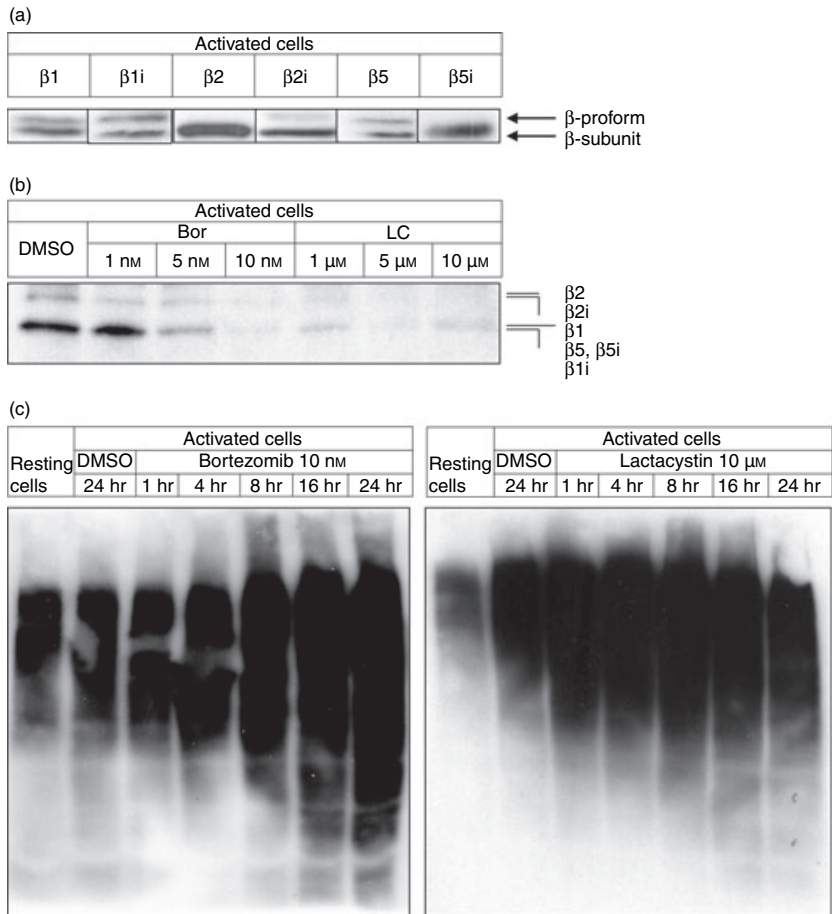 (a)
Activated cells
β1 β1i β2 β2i β5 β5i
β-proform
β-subunit
(b)
Activated cells
DMSO Bor LC
1 nM 5 nM 10 nM 1 μM 5 μM 10 μM
β2
β2i
β1
β5, β5i
β1i
(c)
Resting cells
Activated cells
DMSO Bortezomib 10 nM
24 hr 1 hr 4 hr 8 hr 16 hr 24 hr
Resting cells
Activated cells
DMSO Lactacystin 10 μM
24 hr 1 hr 4 hr 8 hr 16 hr 24 hr